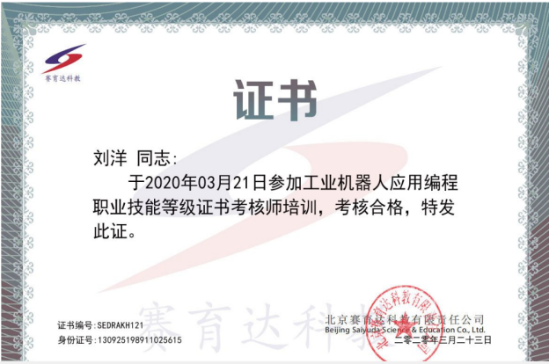 赛育达科教
证书
刘洋 同志:
于2020年03月21日参加工业机器人应用编程
职业技能等级证书考核师培训，考核合格，特发
此证。
赛育达科教
证书编号:SEDRAKH121
身份证号:130925198911025615
北京赛育达科教有限责任公司
Beijing Saiyuda Science & Education Co., Ltd.
二零二零年三月二十三日